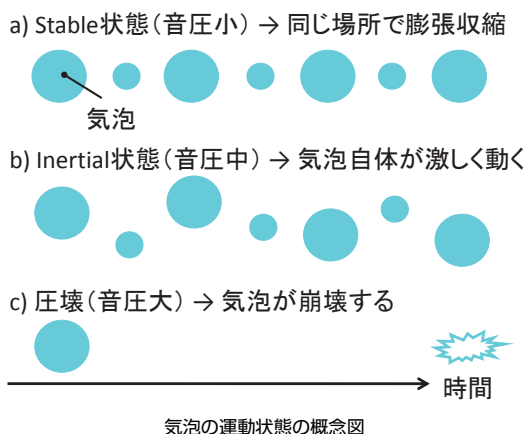 a) Stable状態（音圧小）→ 同じ場所で膨張収縮
気泡
b) Inertial状態（音圧中）→ 気泡自体が激しく動く
c) 圧壊（音圧大）→ 気泡が崩壊する
時間
気泡の運動状態の概念図